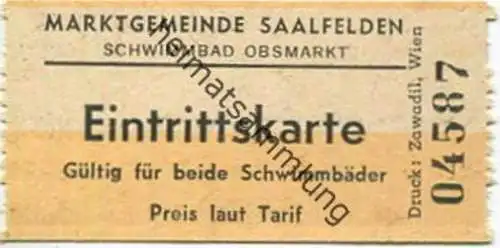 MARKTGEMEINDE SAALFELDEN
SCHWIMMBAD OBSMARKT
Eintrittskarte
Gültig für beide Schwimmbäder
Preis laut Tarif
Druck: Zawadil, Wien
04587
heimatsammlung